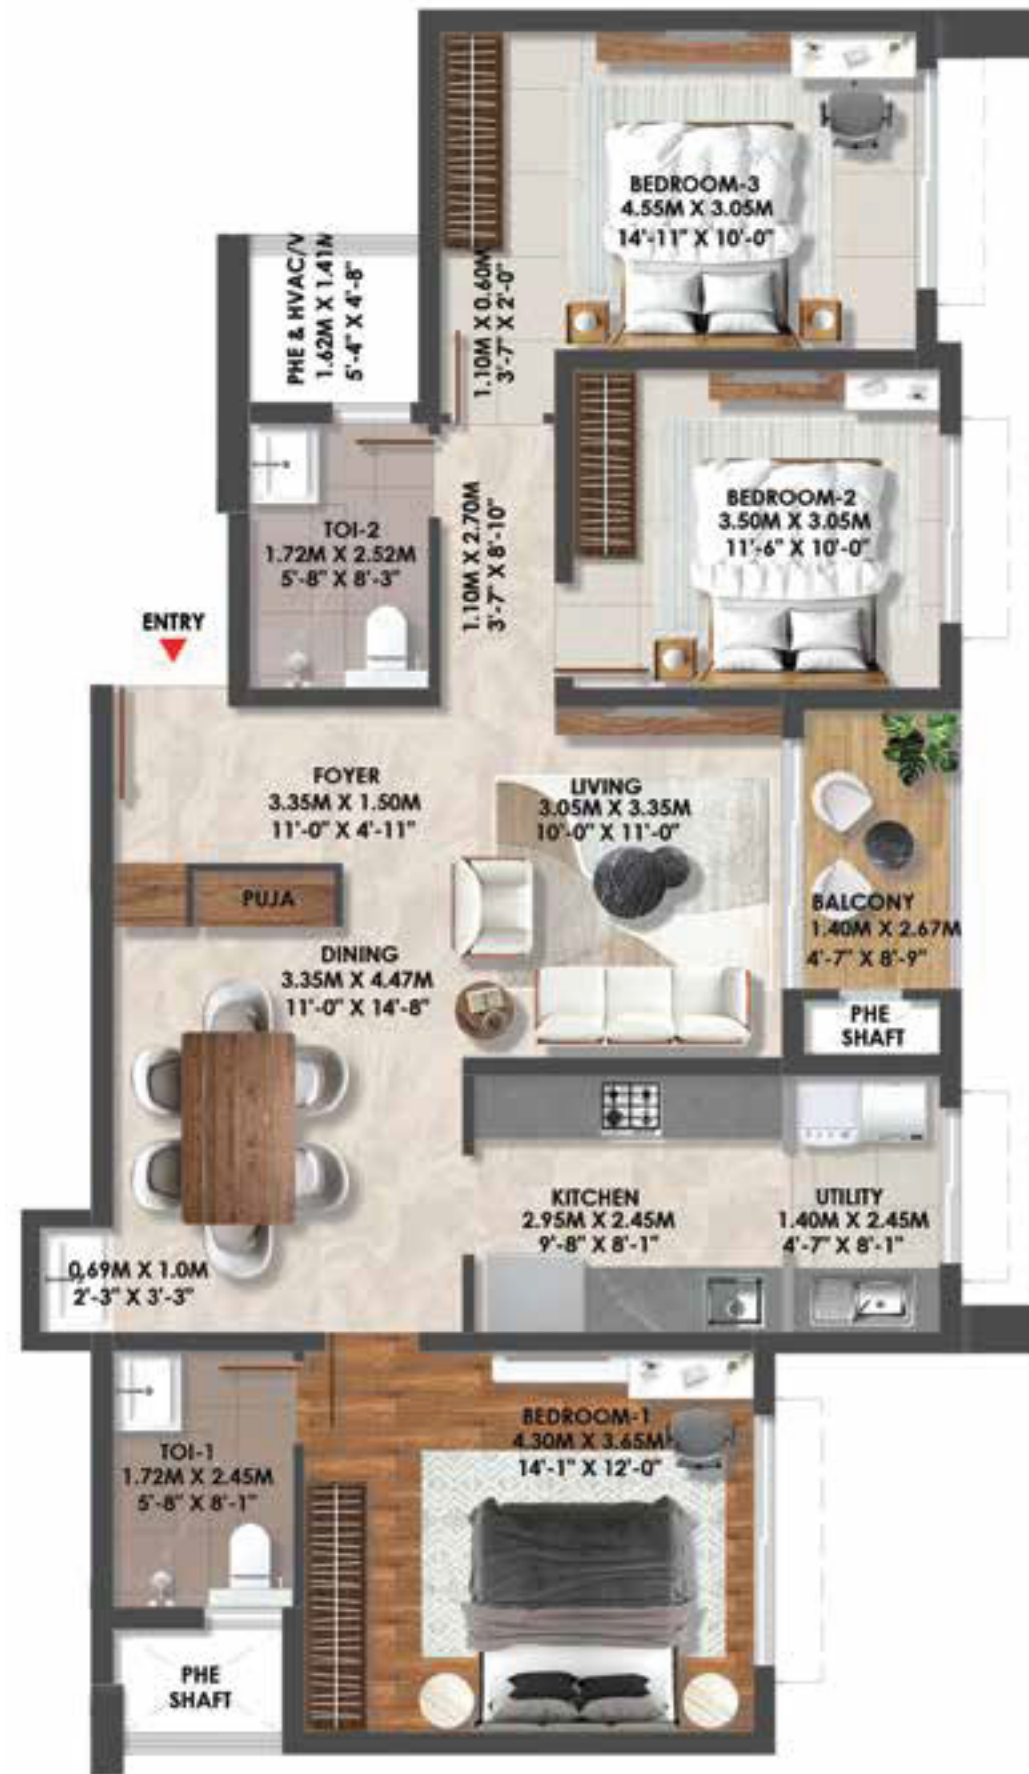 BEDROOM-3
4.55M X 3.05M
14'-11" X 10'-0"
PHE & HVAC/V
1.62M X 1.41M
5'-4" X 4'-8"
1.10M X 0.60M
3'-7" X 2'-0"
BEDROOM-2
3.50M X 3.05M
11'-6" X 10'-0"
TOI-2
1.72M X 2.52M
5'-8" X 8'-3"
1.10M X 2.70M
3'-7" X 8'-10"
ENTRY
FOYER
3.35M X 1.50M
11'-0" X 4'-11"
LIVING
3.05M X 3.35M
10'-0" X 11'-0"
PUJA
BALCONY
1.40M X 2.67M
4'-7" X 8'-9"
DINING
3.35M X 4.47M
11'-0" X 14'-8"
PHE
SHAFT
KITCHEN
2.95M X 2.45M
9'-8" X 8'-1"
UTILITY
1.40M X 2.45M
4'-7" X 8'-1"
0.69M X 1.0M
2'-3" X 3'-3"
BEDROOM-1
4.30M X 3.65M
14'-1" X 12'-0"
TOI-1
1.72M X 2.45M
5'-8" X 8'-1"
PHE
SHAFT